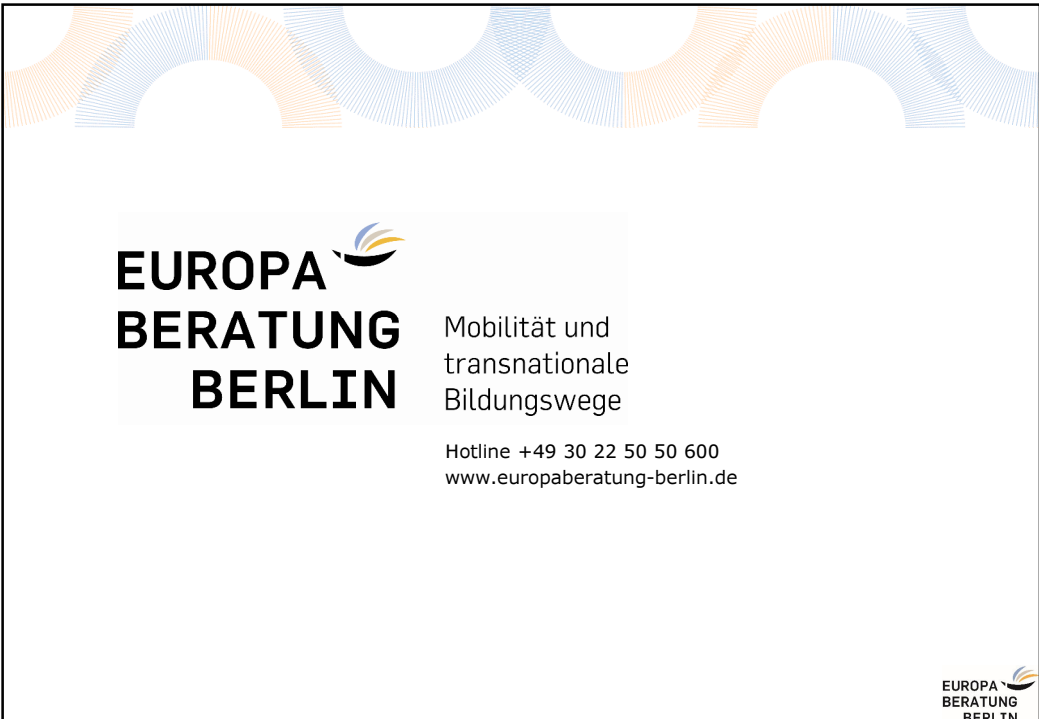 EUROPA
BERATUNG
BERLIN
Mobilität und
transnationale
Bildungswege
Hotline +49 30 22 50 50 600
www.europaberatung-berlin.de
EUROPA
BERATUNG
BERLIN